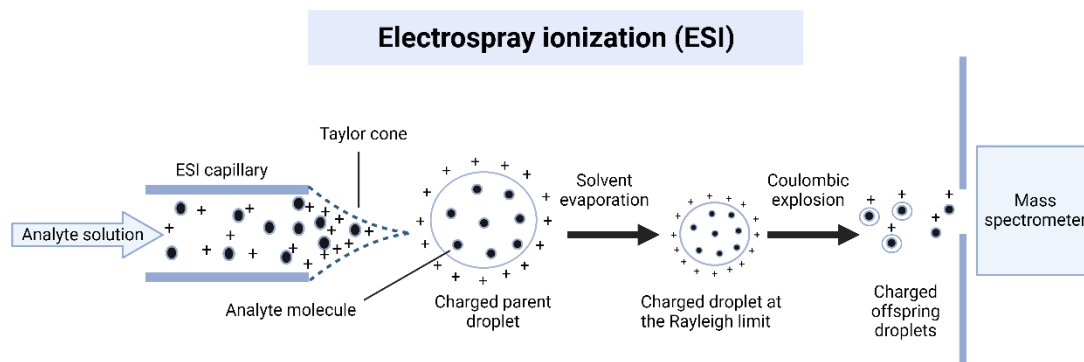 Electrospray ionization (ESI)
Taylor cone
ESI capillary
Solvent
evaporation
Coulombic
explosion
Analyte solution
Mass
spectrometer
Analyte molecule
Charged parent
droplet
Charged droplet at
the Rayleigh limit
Charged
offspring
droplets